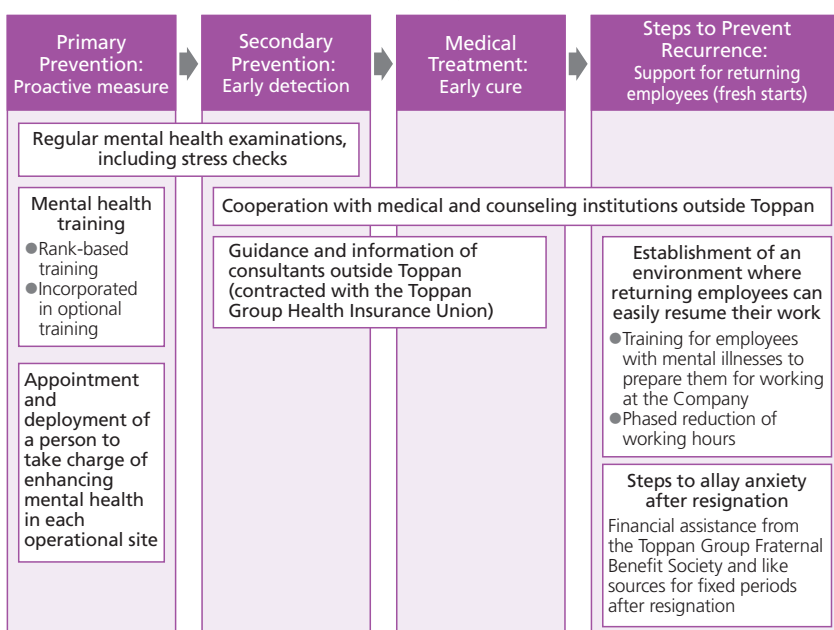 Primary
Prevention:
Proactive measure
Secondary
Prevention:
Early detection
Medical
Treatment:
Early cure
Steps to Prevent
Recurrence:
Support for returning
employees (fresh starts)
Regular mental health examinations,
including stress checks
Mental health
training
●Rank-based
training
●Incorporated
in optional
training
Appointment
and
deployment of
a person to
take charge of
enhancing
mental health
in each
operational site
Cooperation with medical and counseling institutions outside Toppan
Guidance and information of
consultants outside Toppan
(contracted with the Toppan
Group Health Insurance Union)
Establishment of an
environment where
returning employees can
easily resume their work
●Training for employees
with mental illnesses to
prepare them for working
at the Company
●Phased reduction of
working hours
Steps to allay anxiety
after resignation
Financial assistance from
the Toppan Group Fraternal
Benefit Society and like
sources for fixed periods
after resignation